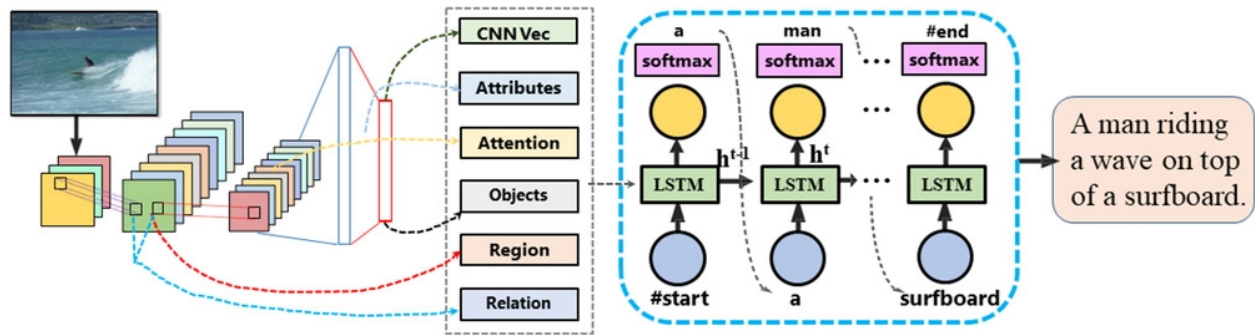 CNN Vec
Attributes
Attention
Objects
Region
Relation
a man #end
softmax softmax softmax
h^t-1 h^t
LSTM LSTM LSTM
#start a surfboard
A man riding
a wave on top
of a surfboard.